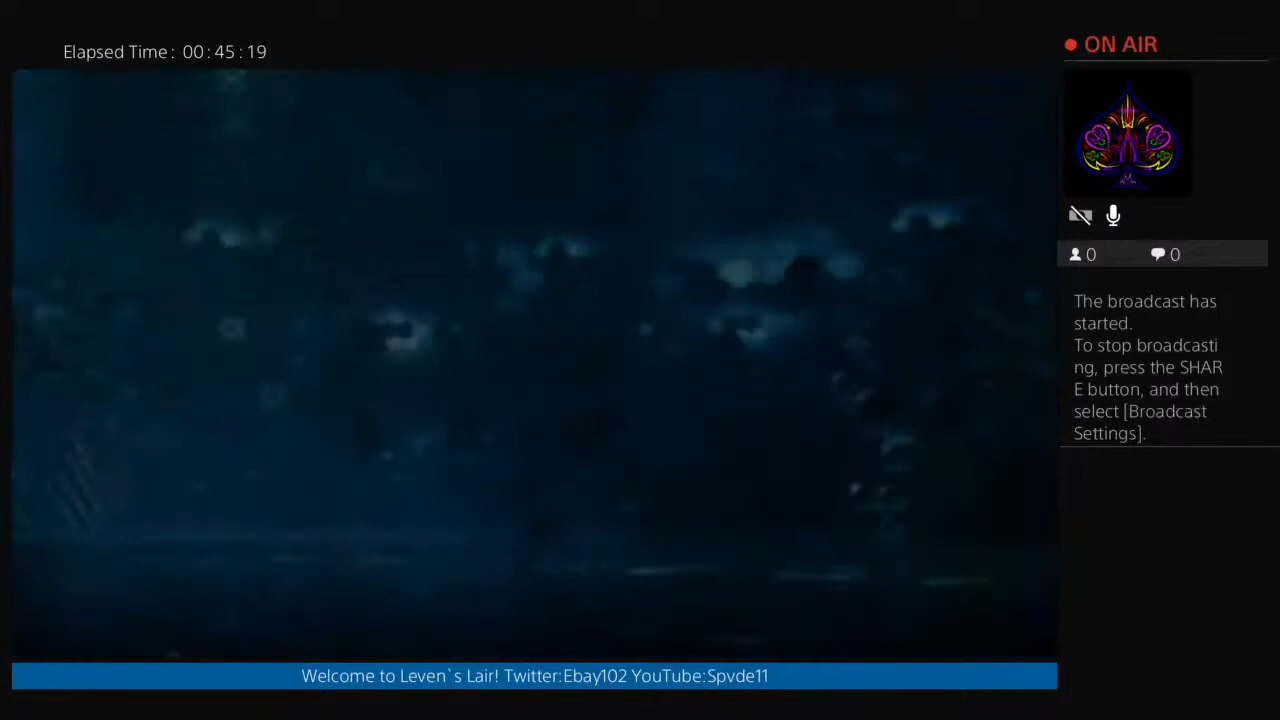 Elapsed Time: 00:45:19
ON AIR
0 0
The broadcast has
started.
To stop broadcasti
ng, press the SHAR
E button, and then
select [Broadcast
Settings].
Welcome to Leven`s Lair! Twitter:Ebay102 YouTube:Spvde11